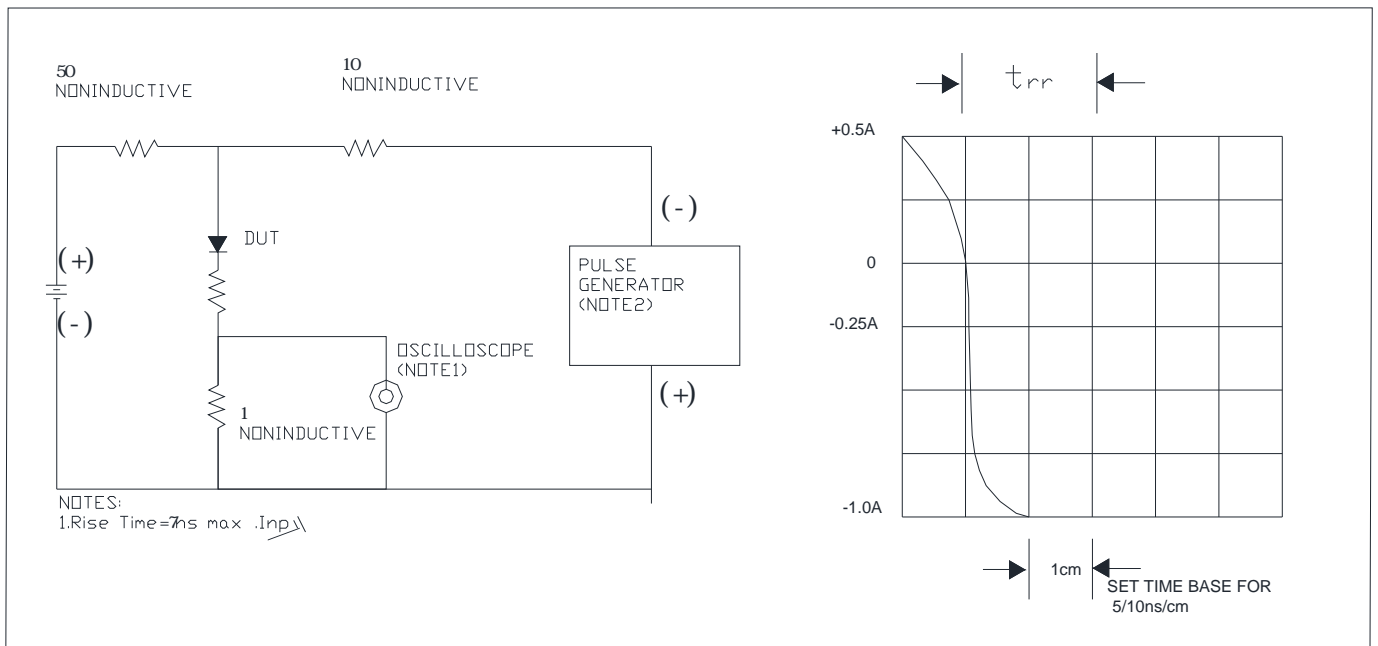 50
NONINDUCTIVE
10
NONINDUCTIVE
(+)
(-)
DUT
1
NONINDUCTIVE
OSCILLOSCOPE
(NOTE1)
(-)
PULSE
GENERATOR
(NOTE2)
(+)
NOTES:
1.Rise Time=7ns max .Inp
trr
+0.5A
0
-0.25A
-1.0A
1cm
SET TIME BASE FOR
5/10ns/cm